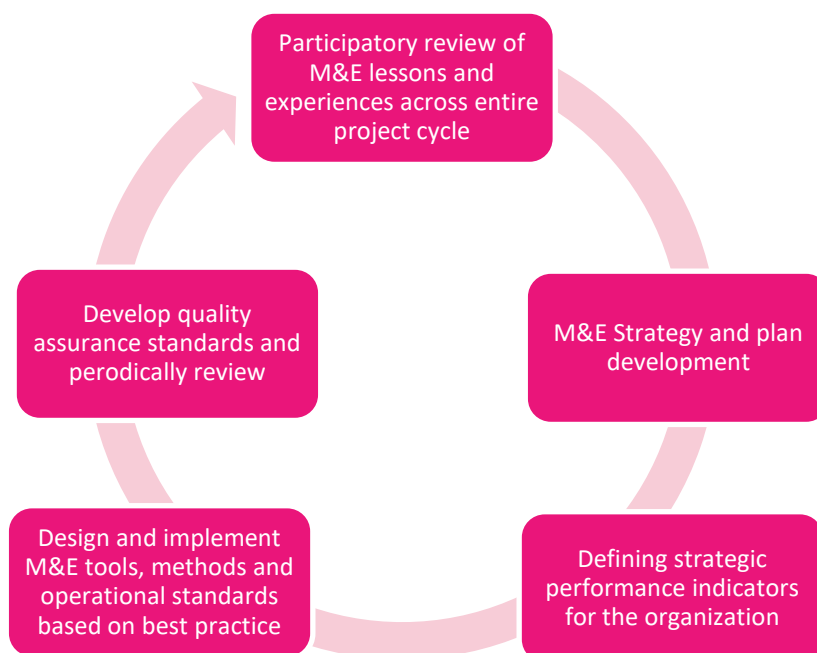 Participatory review of
M&E lessons and
experiences across entire
project cycle
M&E Strategy and plan
development
Defining strategic
performance indicators
for the organization
Design and implement
M&E tools, methods and
operational standards
based on best practice
Develop quality
assurance standards and
perodically review